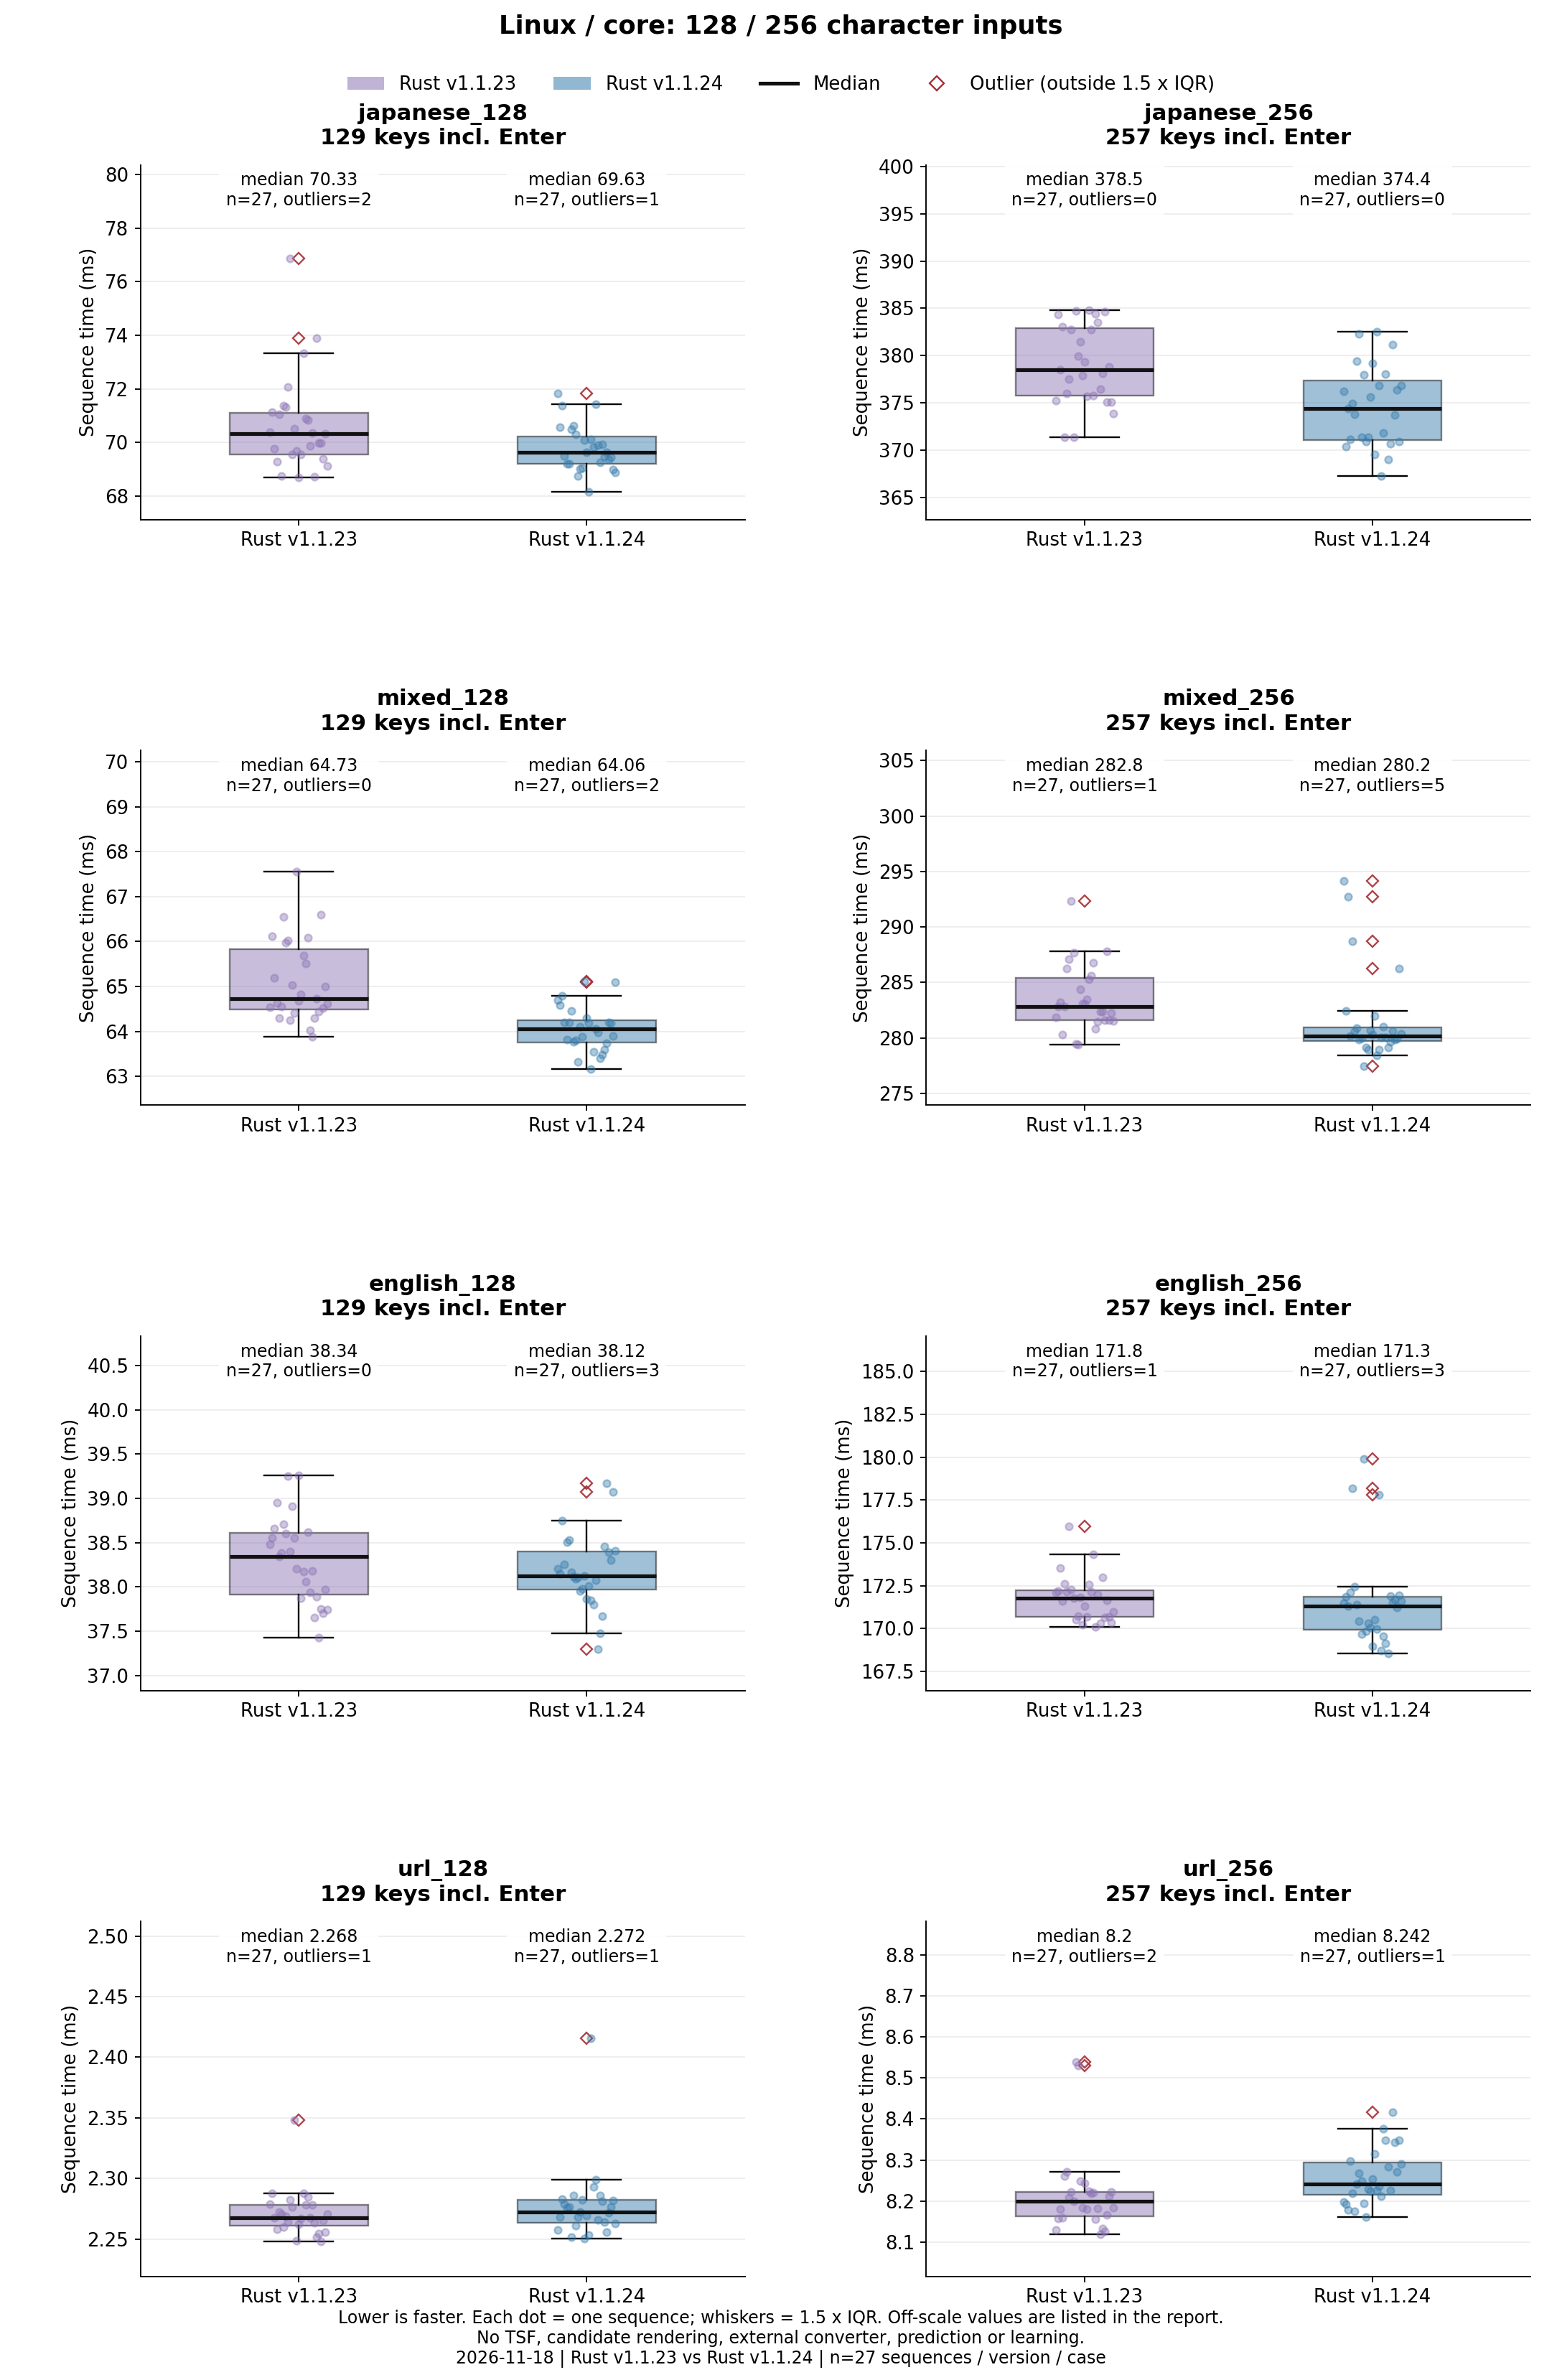 Linux / core: 128 / 256 character inputs
Rust v1.1.23
Rust v1.1.24
Median
Outlier (outside 1.5 x IQR)
japanese_128
129 keys incl. Enter
median 70.33
n=27, outliers=2
median 69.63
n=27, outliers=1
Sequence time (ms)
80
78
76
74
72
70
68
Rust v1.1.23
Rust v1.1.24
japanese_256
257 keys incl. Enter
median 378.5
n=27, outliers=0
median 374.4
n=27, outliers=0
Sequence time (ms)
400
395
390
385
380
375
370
365
Rust v1.1.23
Rust v1.1.24
mixed_128
129 keys incl. Enter
median 64.73
n=27, outliers=0
median 64.06
n=27, outliers=2
Sequence time (ms)
70
69
68
67
66
65
64
63
Rust v1.1.23
Rust v1.1.24
mixed_256
257 keys incl. Enter
median 282.8
n=27, outliers=1
median 280.2
n=27, outliers=5
Sequence time (ms)
305
300
295
290
285
280
275
Rust v1.1.23
Rust v1.1.24
english_128
129 keys incl. Enter
median 38.34
n=27, outliers=0
median 38.12
n=27, outliers=3
Sequence time (ms)
40.5
40.0
39.5
39.0
38.5
38.0
37.5
37.0
Rust v1.1.23
Rust v1.1.24
english_256
257 keys incl. Enter
median 171.8
n=27, outliers=1
median 171.3
n=27, outliers=3
Sequence time (ms)
185.0
182.5
180.0
177.5
175.0
172.5
170.0
167.5
Rust v1.1.23
Rust v1.1.24
url_128
129 keys incl. Enter
median 2.268
n=27, outliers=1
median 2.272
n=27, outliers=1
Sequence time (ms)
2.50
2.45
2.40
2.35
2.30
2.25
Rust v1.1.23
Rust v1.1.24
url_256
257 keys incl. Enter
median 8.2
n=27, outliers=2
median 8.242
n=27, outliers=1
Sequence time (ms)
8.8
8.7
8.6
8.5
8.4
8.3
8.2
8.1
Rust v1.1.23
Rust v1.1.24
Lower is faster. Each dot = one sequence; whiskers = 1.5 x IQR. Off-scale values are listed in the report.
No TSF, candidate rendering, external converter, prediction or learning.
2026-11-18 | Rust v1.1.23 vs Rust v1.1.24 | n=27 sequences / version / case